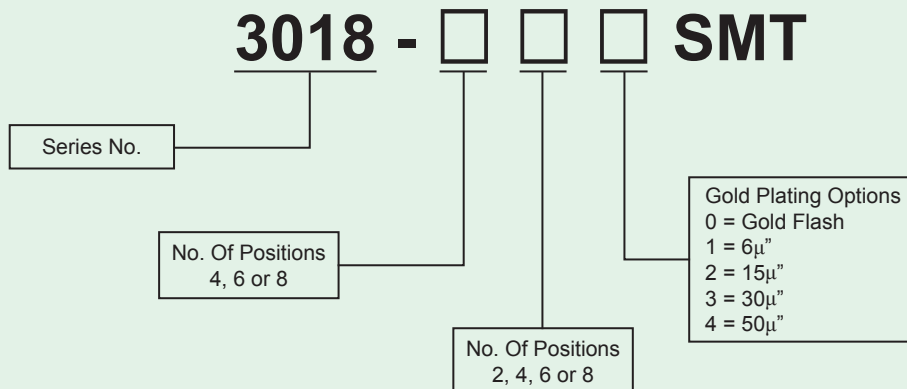 3018 - □ □ □ SMT
Series No.
No. Of Positions
4, 6 or 8
No. Of Positions
2, 4, 6 or 8
Gold Plating Options
0 = Gold Flash
1 = 6µ”
2 = 15µ”
3 = 30µ”
4 = 50µ”